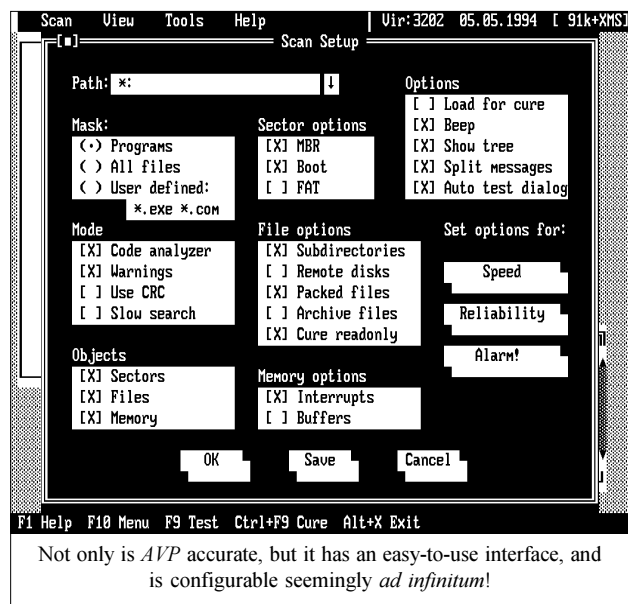 Scan View Tools Help Vir:3202 05.05.1994 [ 91k+XMS]
[■] Scan Setup
Path: *: ↓
Options
[ ] Load for cure
[X] Beep
[X] Show tree
[X] Split messages
[X] Auto test dialog
Mask:
(•) Programs
( ) All files
( ) User defined:
*.exe *.com
Sector options
[X] MBR
[X] Boot
[ ] FAT
Mode
[X] Code analyzer
[X] Warnings
[ ] Use CRC
[ ] Slow search
File options
[X] Subdirectories
[ ] Remote disks
[X] Packed files
[ ] Archive files
[X] Cure readonly
Set options for:
Speed
Reliability
Alarm!
Objects
[X] Sectors
[X] Files
[X] Memory
Memory options
[X] Interrupts
[ ] Buffers
OK Save Cancel
F1 Help F10 Menu F9 Test Ctrl+F9 Cure Alt+X Exit
Not only is AVP accurate, but it has an easy-to-use interface, and
is configurable seemingly ad infinitum!